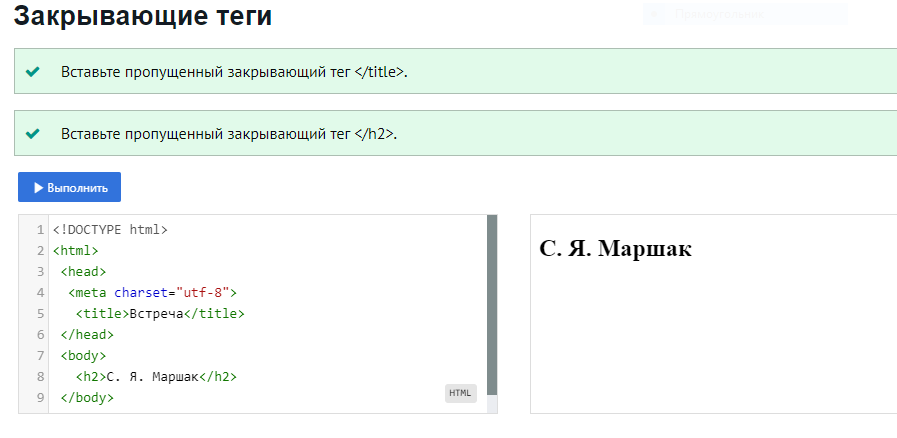 Закрывающие теги
Вставьте пропущенный закрывающий тег </title>.
Вставьте пропущенный закрывающий тег </h2>.
Выполнить
1 <!DOCTYPE html>
2 <html>
3 <head>
4 <meta charset="utf-8">
5 <title>Встреча</title>
6 </head>
7 <body>
8 <h2>С. Я. Маршак</h2>
9 </body>
HTML
С. Я. Маршак